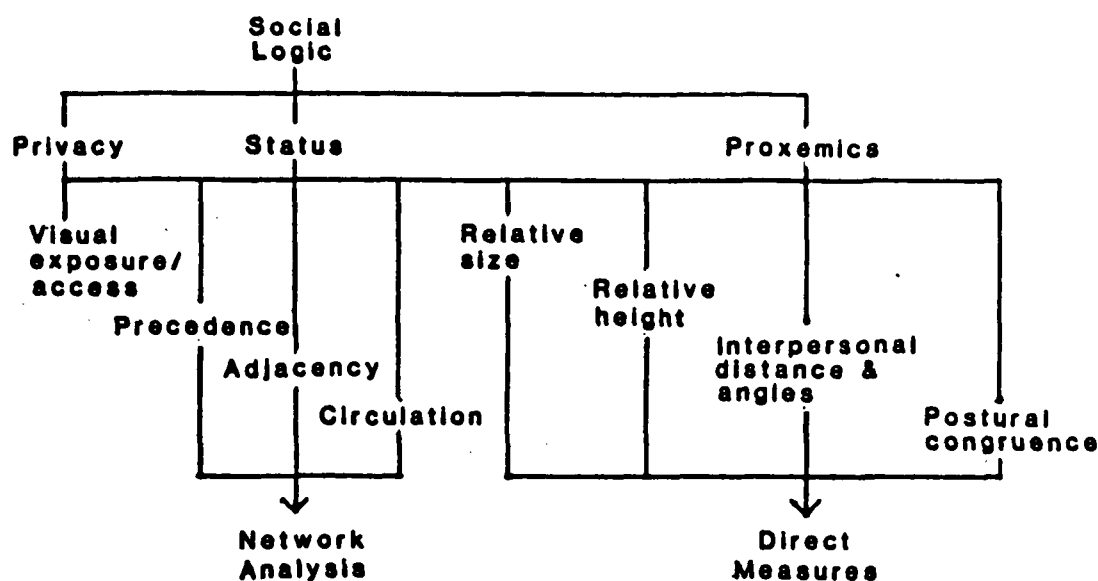 Social
Logic
Privacy
Status
Proxemics
Visual
exposure/
access
Relative
size
Relative
height
Precedence
Interpersonal
distance &
angles
Adjacency
Circulation
Postural
congruence
Network
Analysis
Direct
Measures